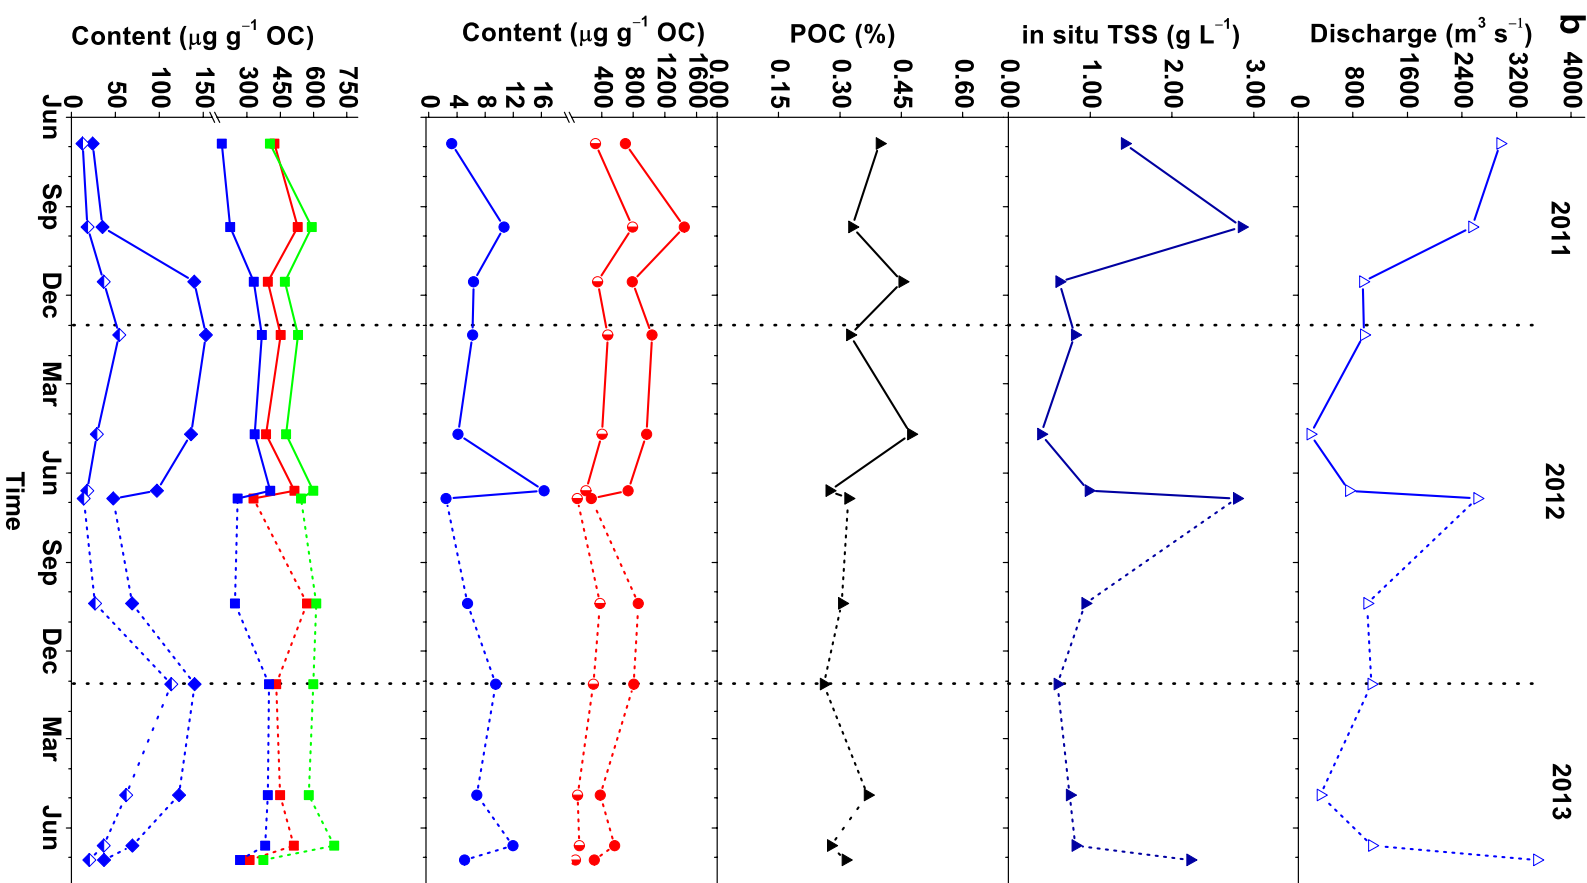 b
Discharge (m³ s⁻¹)
0
800
1600
2400
3200
4000
in situ TSS (g L⁻¹)
0.00
1.00
2.00
3.00
POC (%)
0.00
0.15
0.30
0.45
0.60
Content (μg g⁻¹ OC)
0
4
8
12
16
400
800
1200
1600
Content (μg g⁻¹ OC)
0
50
100
150
300
450
600
750
2011
2012
2013
Jun
Sep
Dec
Mar
Jun
Sep
Dec
Mar
Jun
Time